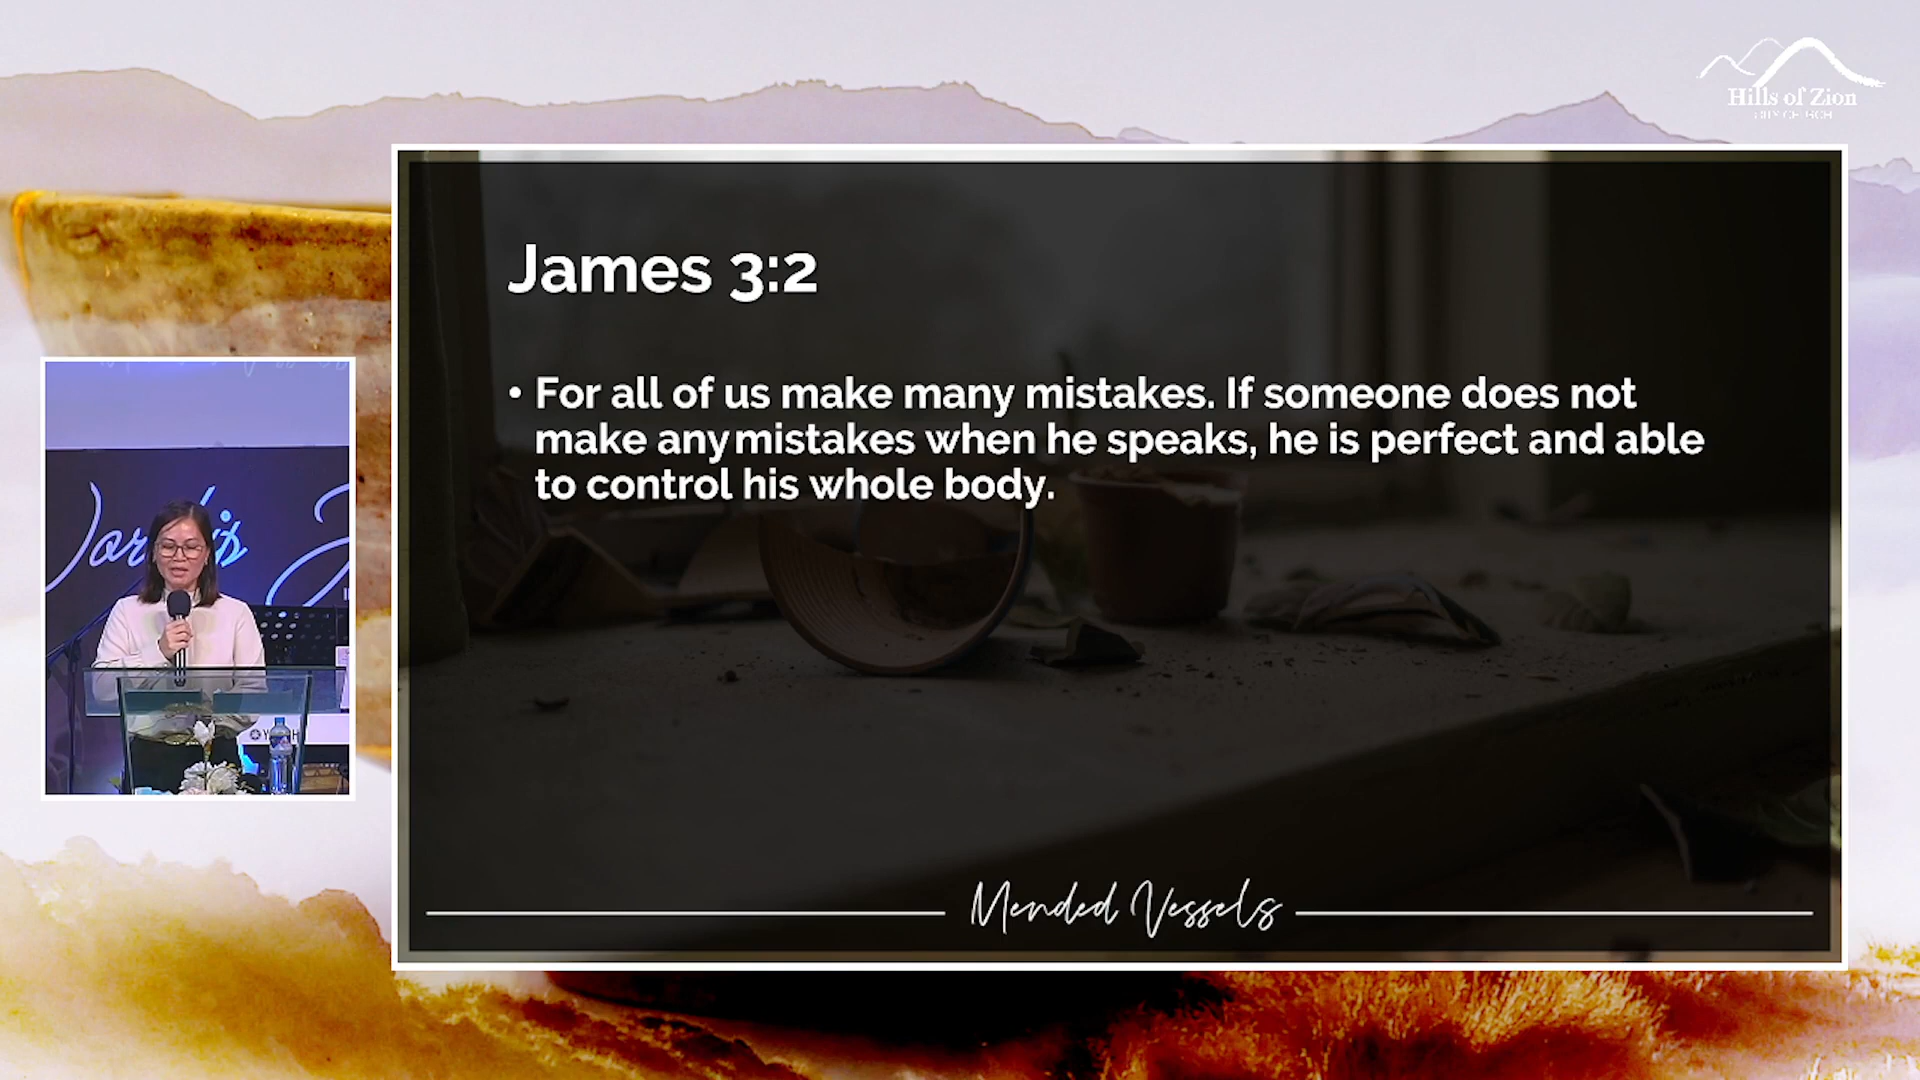 Hills of Zion
James 3:2
• For all of us make many mistakes. If someone does not
make any mistakes when he speaks, he is perfect and able
to control his whole body.
Mended Vessels